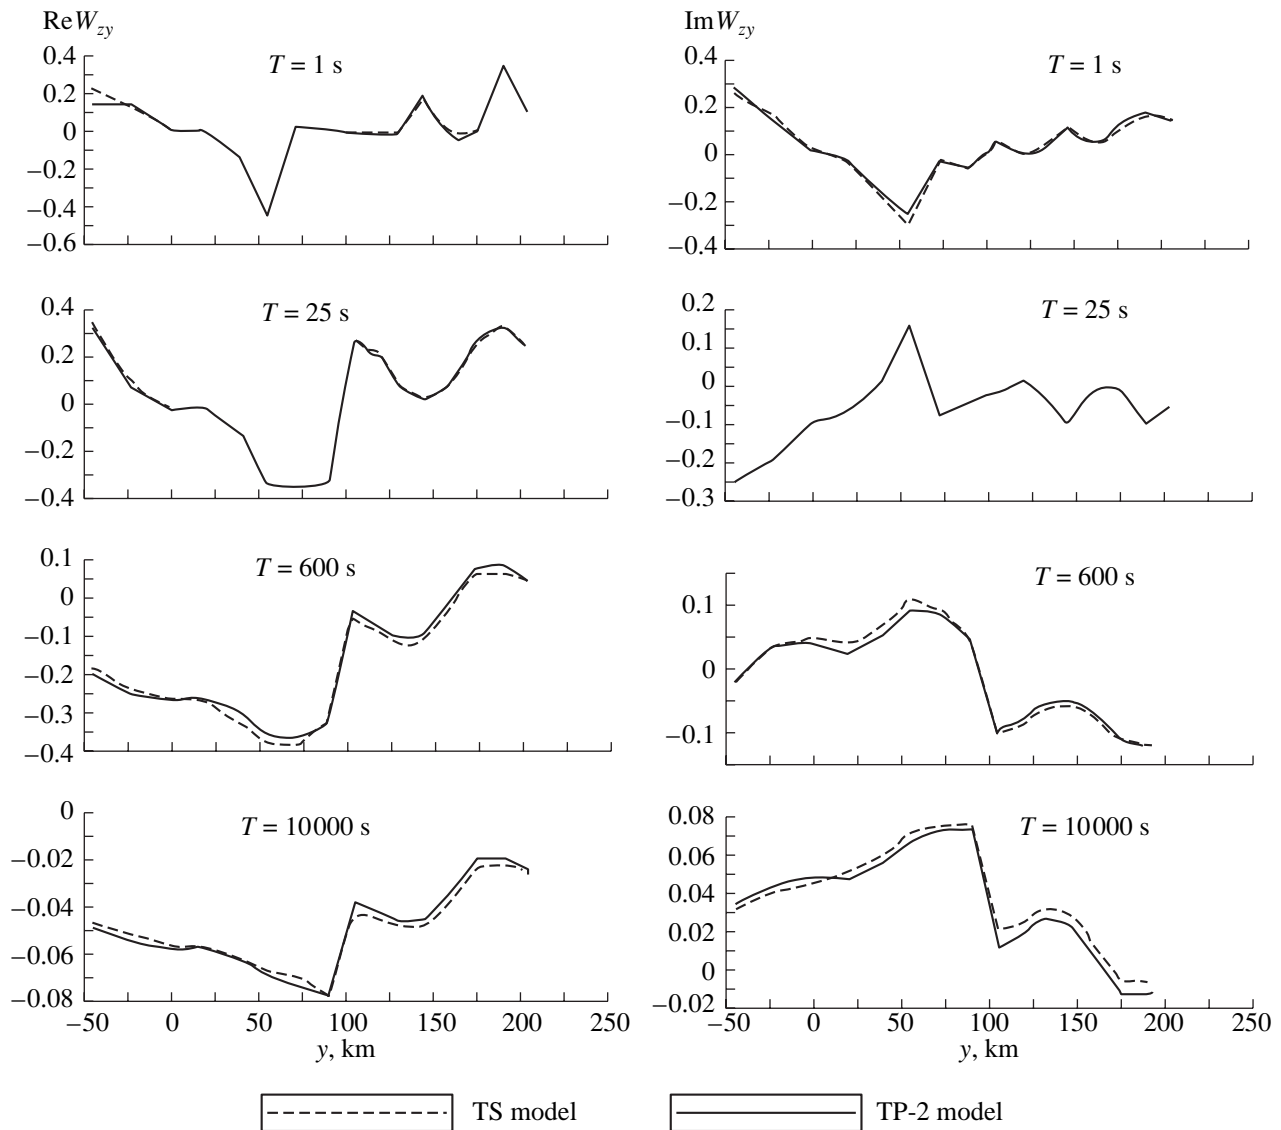 ReW_zy
T = 1 s
0.4
0.2
0
−0.2
−0.4
−0.6
T = 25 s
0.4
0.2
0
−0.2
−0.4
T = 600 s
0.1
0
−0.1
−0.2
−0.3
−0.4
T = 10000 s
0
−0.02
−0.04
−0.06
−0.08
−50 0 50 100 150 200 250
y, km
ImW_zy
T = 1 s
0.4
0.2
0
−0.2
−0.4
T = 25 s
0.2
0.1
0
−0.1
−0.2
−0.3
T = 600 s
0.1
0
−0.1
T = 10000 s
0.08
0.06
0.04
0.02
0
−0.02
−50 0 50 100 150 200 250
y, km
TS model
TP-2 model